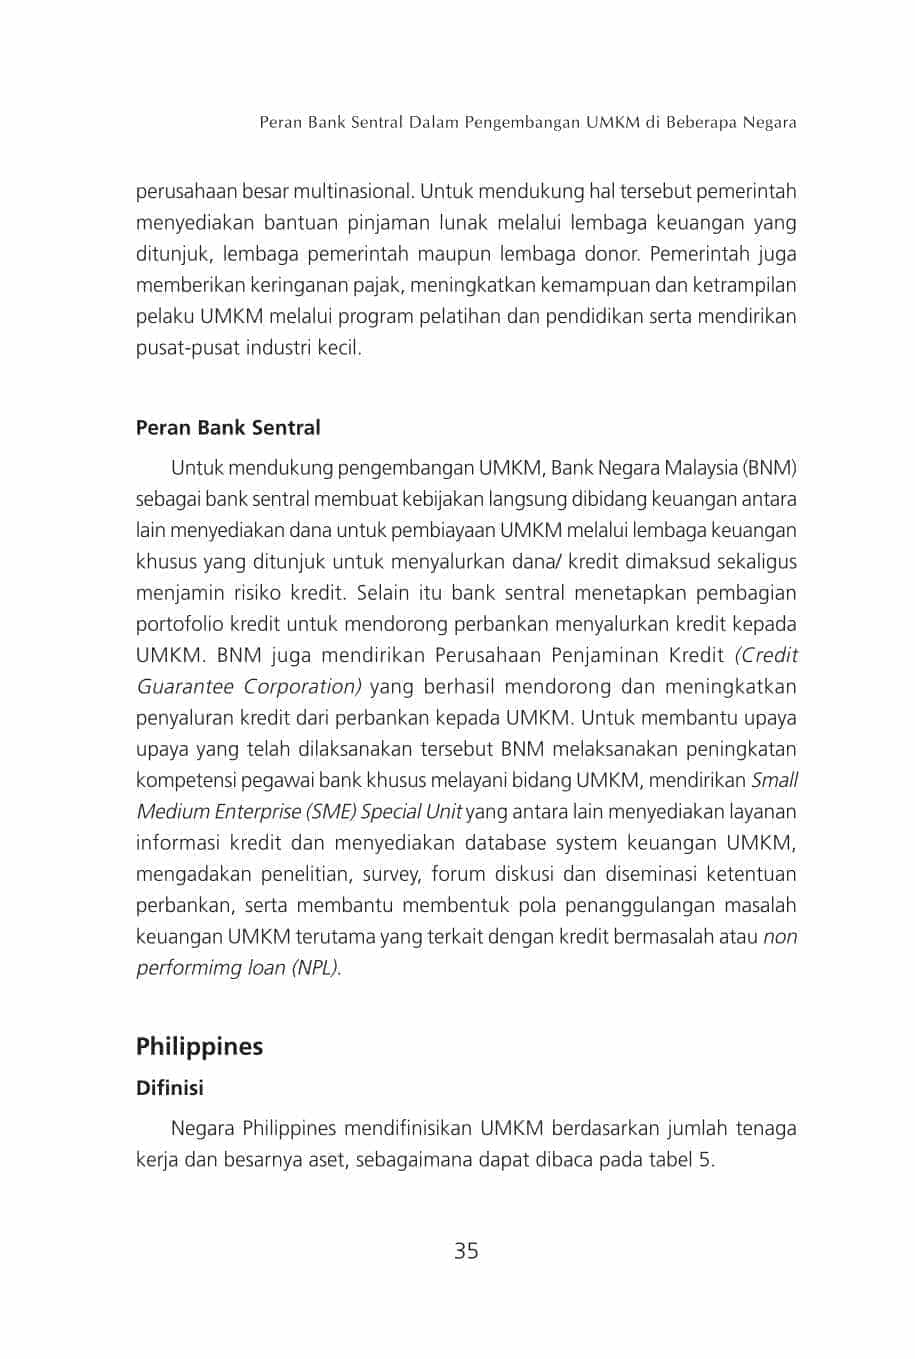 Peran Bank Sentral Dalam Pengembangan UMKM di Beberapa Negara
perusahaan besar multinasional. Untuk mendukung hal tersebut pemerintah
menyediakan bantuan pinjaman lunak melalui lembaga keuangan yang
ditunjuk, lembaga pemerintah maupun lembaga donor. Pemerintah juga
memberikan keringanan pajak, meningkatkan kemampuan dan ketrampilan
pelaku UMKM melalui program pelatihan dan pendidikan serta mendirikan
pusat-pusat industri kecil.
Peran Bank Sentral
Untuk mendukung pengembangan UMKM, Bank Negara Malaysia (BNM)
sebagai bank sentral membuat kebijakan langsung dibidang keuangan antara
lain menyediakan dana untuk pembiayaan UMKM melalui lembaga keuangan
khusus yang ditunjuk untuk menyalurkan dana/ kredit dimaksud sekaligus
menjamin risiko kredit. Selain itu bank sentral menetapkan pembagian
portofolio kredit untuk mendorong perbankan menyalurkan kredit kepada
UMKM. BNM juga mendirikan Perusahaan Penjaminan Kredit (Credit
Guarantee Corporation) yang berhasil mendorong dan meningkatkan
penyaluran kredit dari perbankan kepada UMKM. Untuk membantu upaya
upaya yang telah dilaksanakan tersebut BNM melaksanakan peningkatan
kompetensi pegawai bank khusus melayani bidang UMKM, mendirikan Small
Medium Enterprise (SME) Special Unit yang antara lain menyediakan layanan
informasi kredit dan menyediakan database system keuangan UMKM,
mengadakan penelitian, survey, forum diskusi dan diseminasi ketentuan
perbankan, serta membantu membentuk pola penanggulangan masalah
keuangan UMKM terutama yang terkait dengan kredit bermasalah atau non
performimg loan (NPL).
Philippines
Difinisi
Negara Philippines mendifinisikan UMKM berdasarkan jumlah tenaga
kerja dan besarnya aset, sebagaimana dapat dibaca pada tabel 5.
35